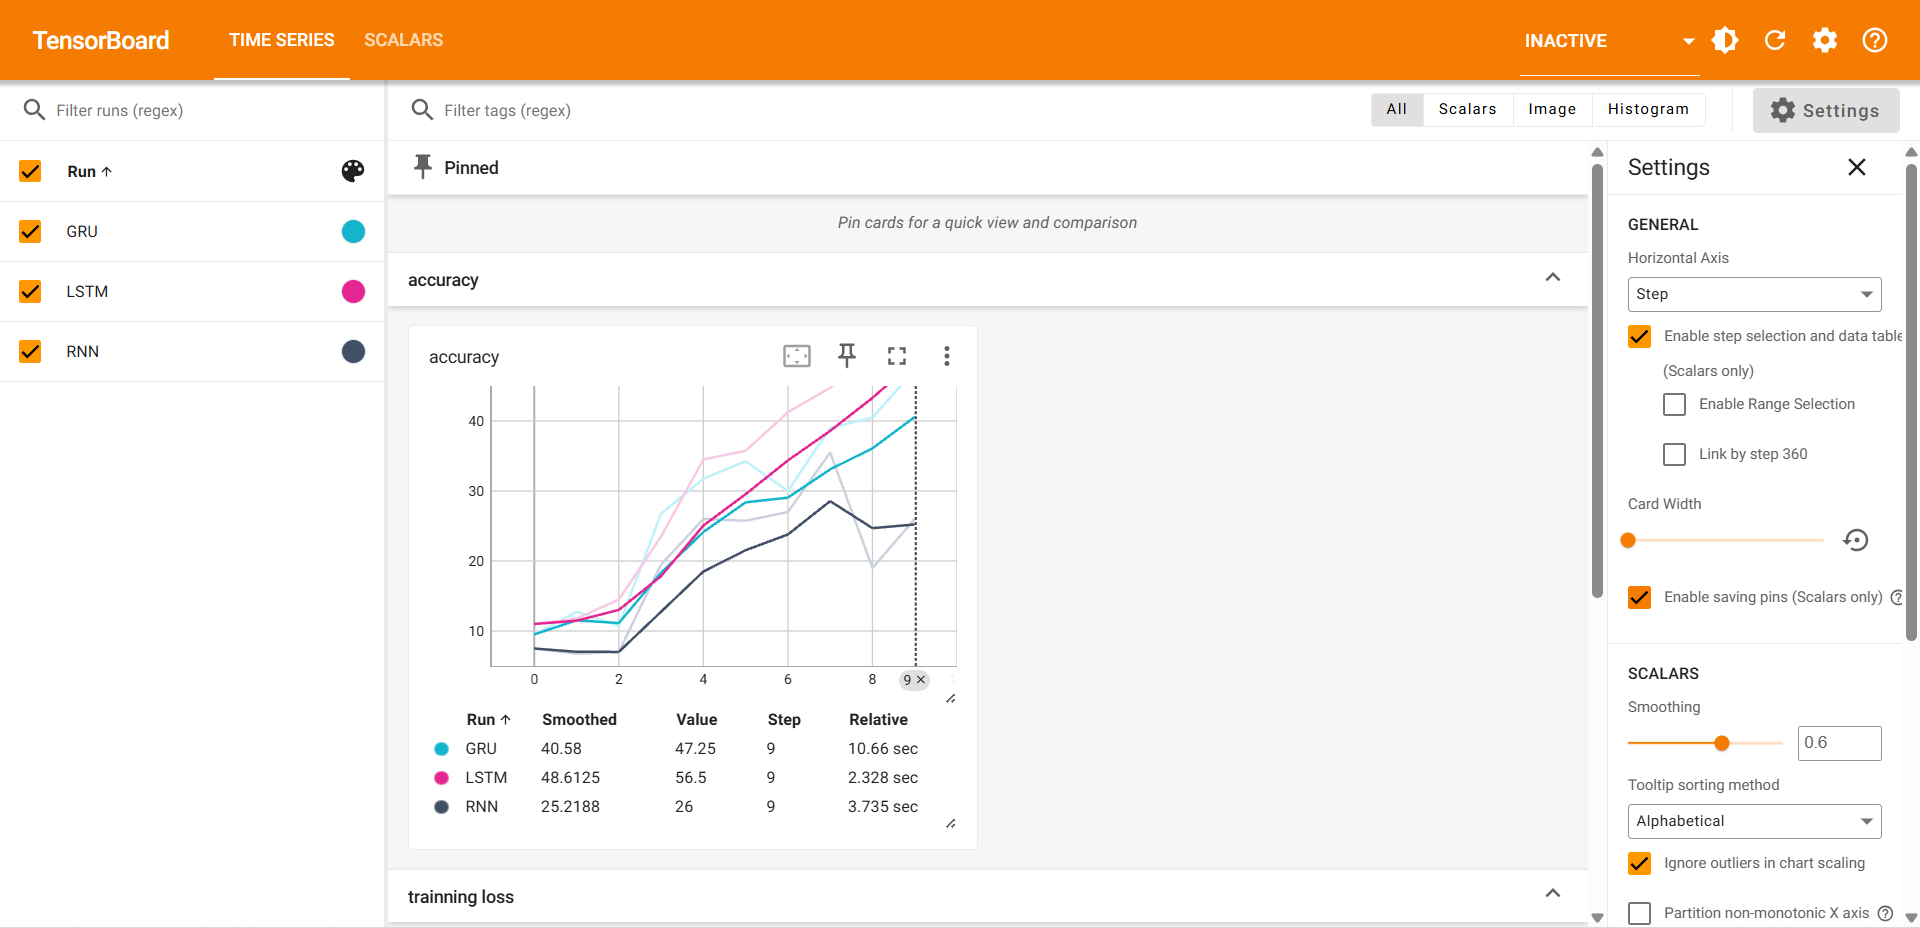 TensorBoard
TIME SERIES
SCALARS
INACTIVE
Filter runs (regex)
Filter tags (regex)
All
Scalars
Image
Histogram
Settings
Run
GRU
LSTM
RNN
Pinned
Pin cards for a quick view and comparison
accuracy
accuracy
40
30
20
10
0 2 4 6 8 9
Run Smoothed Value Step Relative
GRU 40.58 47.25 9 10.66 sec
LSTM 48.6125 56.5 9 2.328 sec
RNN 25.2188 26 9 3.735 sec
trainning loss
Settings
GENERAL
Horizontal Axis
Step
Enable step selection and data table
(Scalars only)
Enable Range Selection
Link by step 360
Card Width
Enable saving pins (Scalars only)
SCALARS
Smoothing
0.6
Tooltip sorting method
Alphabetical
Ignore outliers in chart scaling
Partition non-monotonic X axis